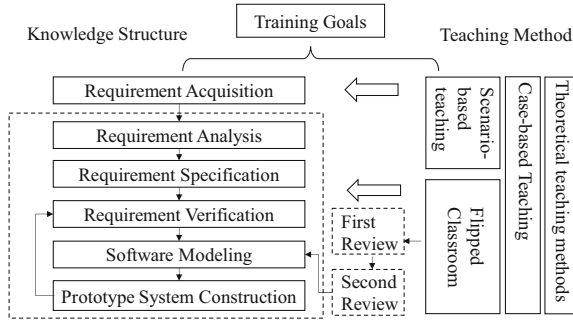 Training Goals
Knowledge Structure
Teaching Method
Requirement Acquisition
Requirement Analysis
Requirement Specification
Requirement Verification
Software Modeling
Prototype System Construction
First
Review
Second
Review
Scenario-
based
teaching
Flipped
Classroom
Case-based Teaching
Theoretical teaching methods